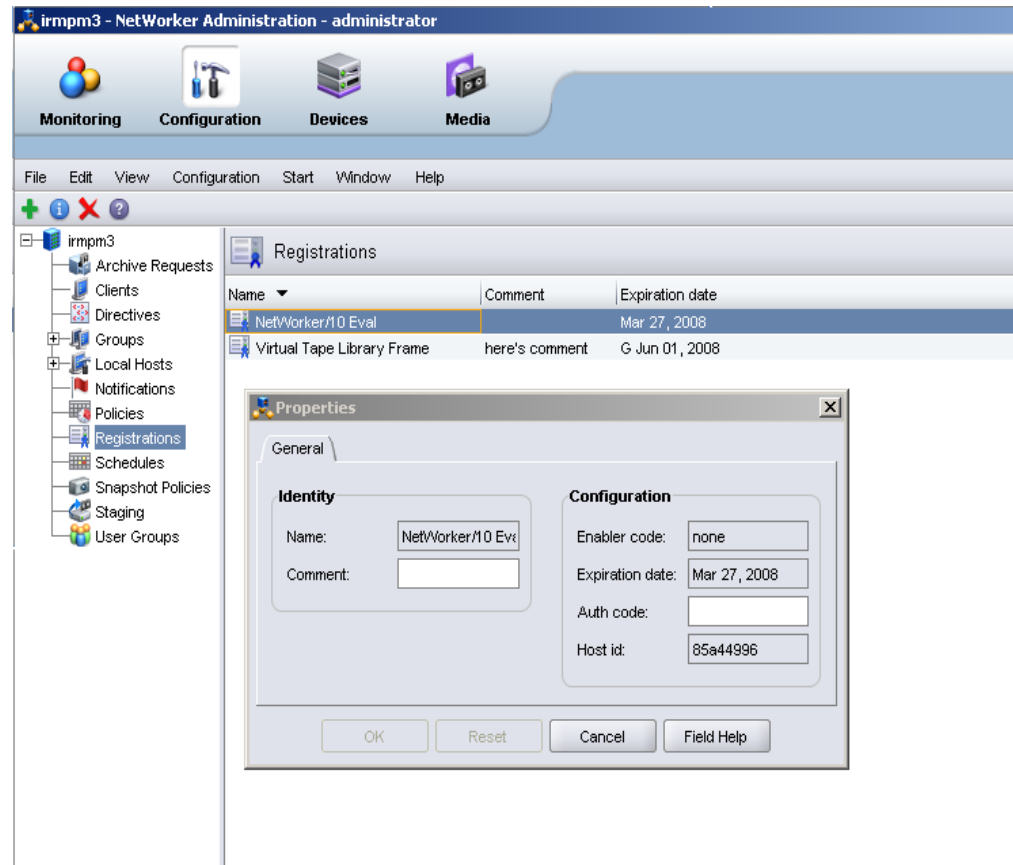 irmpm3 - NetWorker Administration - administrator
Monitoring Configuration Devices Media
File Edit View Configuration Start Window Help
irmpm3
Archive Requests
Clients
Directives
Groups
Local Hosts
Notifications
Policies
Registrations
Schedules
Snapshot Policies
Staging
User Groups
Registrations
Name Comment Expiration date
NetWorker/10 Eval Mar 27, 2008
Virtual Tape Library Frame here's comment G Jun 01, 2008
Properties
General
Identity
Name: NetWorker/10 Eva
Comment:
Configuration
Enabler code: none
Expiration date: Mar 27, 2008
Auth code:
Host id: 85a44996
OK Reset Cancel Field Help